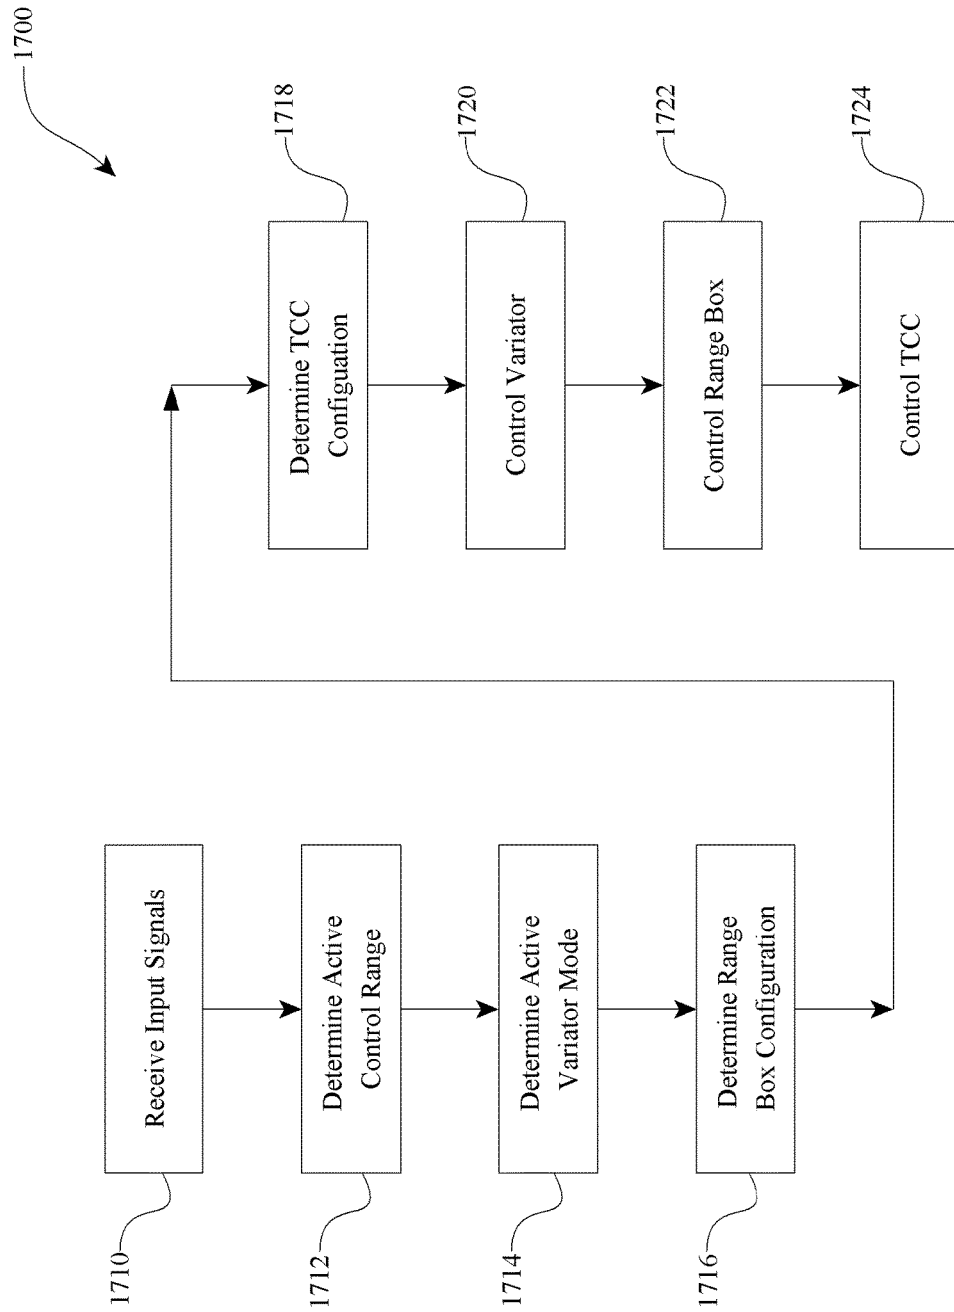 1700
1710
Receive Input Signals
1712
Determine Active
Control Range
1714
Determine Active
Variator Mode
1716
Determine Range
Box Configuration
1718
Determine TCC
Configuation
1720
Control Variator
1722
Control Range Box
1724
Control TCC